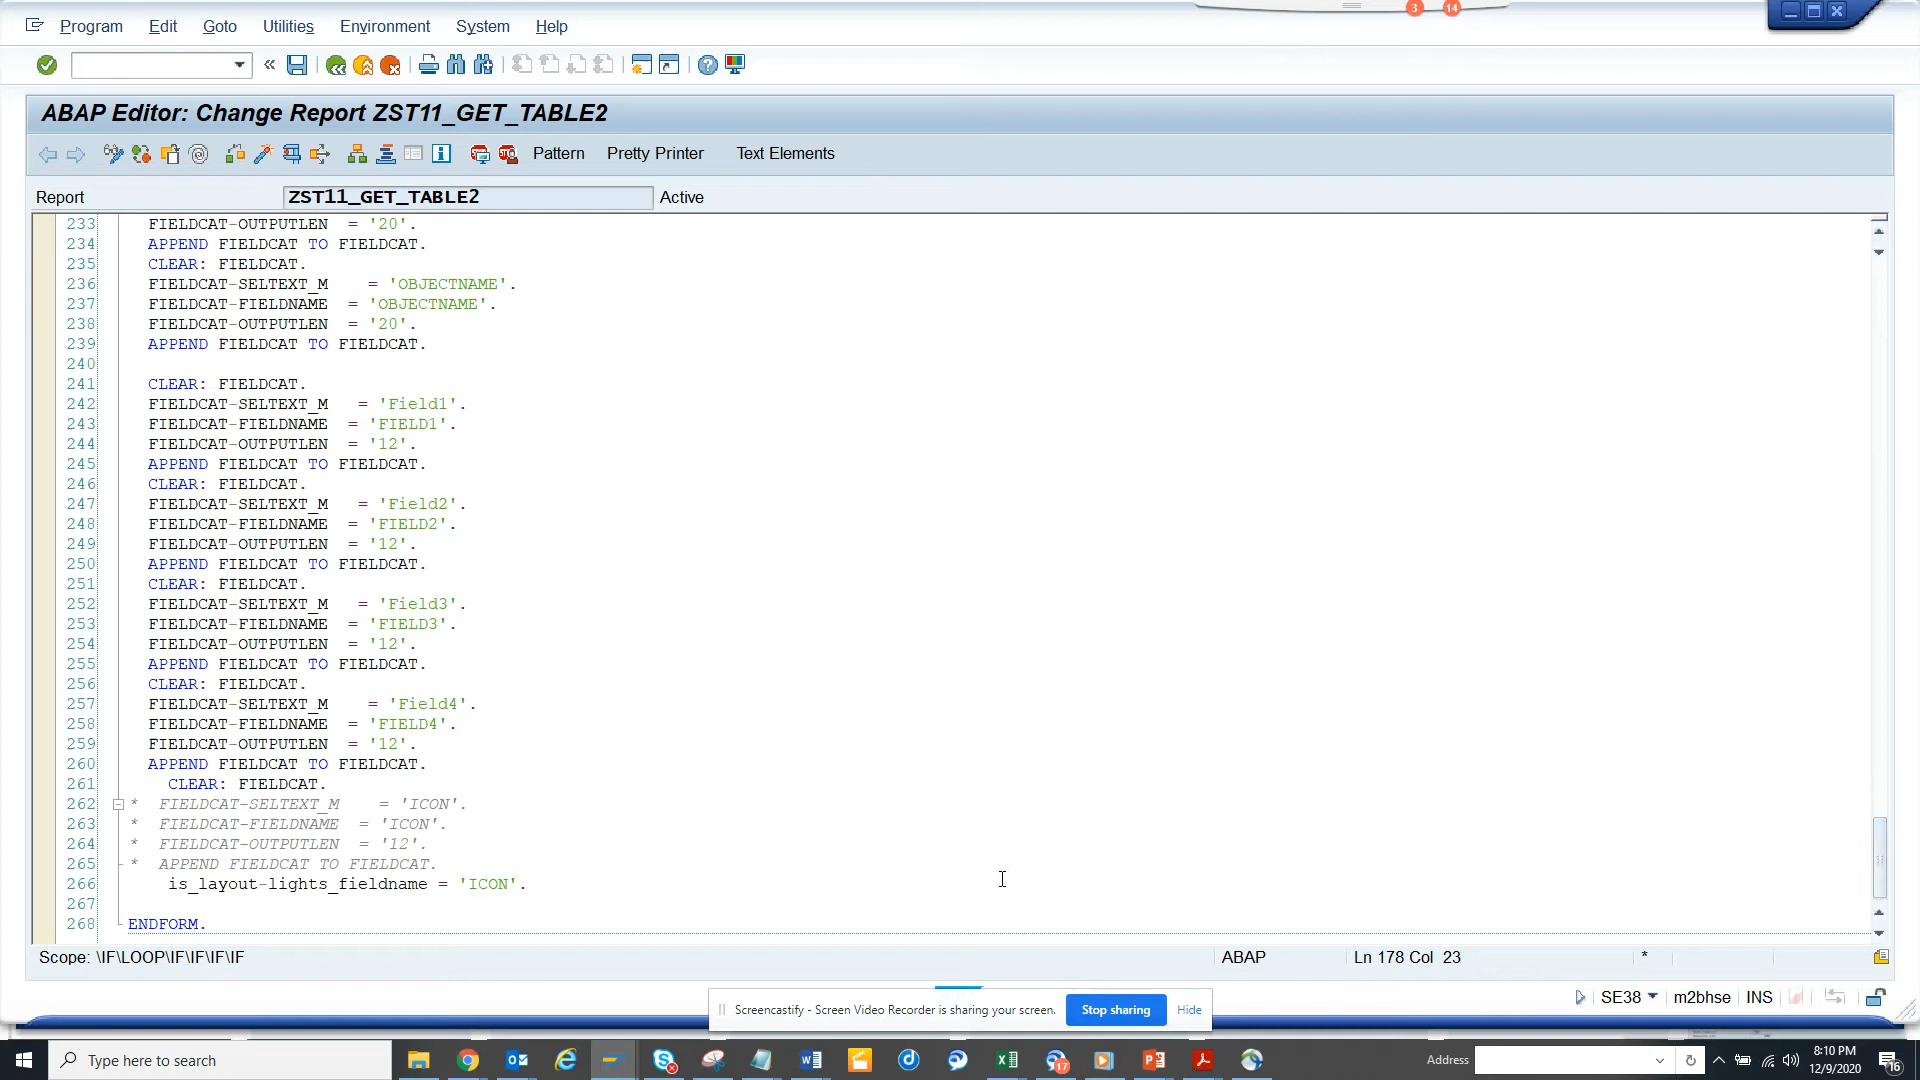 3 14
Program Edit Goto Utilities Environment System Help
ABAP Editor: Change Report ZST11_GET_TABLE2
Pattern Pretty Printer Text Elements
Report ZST11_GET_TABLE2 Active
233 FIELDCAT-OUTPUTLEN = '20'.
234 APPEND FIELDCAT TO FIELDCAT.
235 CLEAR: FIELDCAT.
236 FIELDCAT-SELTEXT_M = 'OBJECTNAME'.
237 FIELDCAT-FIELDNAME = 'OBJECTNAME'.
238 FIELDCAT-OUTPUTLEN = '20'.
239 APPEND FIELDCAT TO FIELDCAT.
240
241 CLEAR: FIELDCAT.
242 FIELDCAT-SELTEXT_M = 'Field1'.
243 FIELDCAT-FIELDNAME = 'FIELD1'.
244 FIELDCAT-OUTPUTLEN = '12'.
245 APPEND FIELDCAT TO FIELDCAT.
246 CLEAR: FIELDCAT.
247 FIELDCAT-SELTEXT_M = 'Field2'.
248 FIELDCAT-FIELDNAME = 'FIELD2'.
249 FIELDCAT-OUTPUTLEN = '12'.
250 APPEND FIELDCAT TO FIELDCAT.
251 CLEAR: FIELDCAT.
252 FIELDCAT-SELTEXT_M = 'Field3'.
253 FIELDCAT-FIELDNAME = 'FIELD3'.
254 FIELDCAT-OUTPUTLEN = '12'.
255 APPEND FIELDCAT TO FIELDCAT.
256 CLEAR: FIELDCAT.
257 FIELDCAT-SELTEXT_M = 'Field4'.
258 FIELDCAT-FIELDNAME = 'FIELD4'.
259 FIELDCAT-OUTPUTLEN = '12'.
260 APPEND FIELDCAT TO FIELDCAT.
261 CLEAR: FIELDCAT.
262 * FIELDCAT-SELTEXT_M = 'ICON'.
263 * FIELDCAT-FIELDNAME = 'ICON'.
264 * FIELDCAT-OUTPUTLEN = '12'.
265 * APPEND FIELDCAT TO FIELDCAT.
266 is_layout-lights_fieldname = 'ICON'.
267
268 ENDFORM.
Scope: \IF\LOOP\IF\IF\IF\IF ABAP Ln 178 Col 23 *
SE38 m2bhse INS
Screencastify - Screen Video Recorder is sharing your screen. Stop sharing Hide
Type here to search 17 Address 8:10 PM
12/9/2020 16